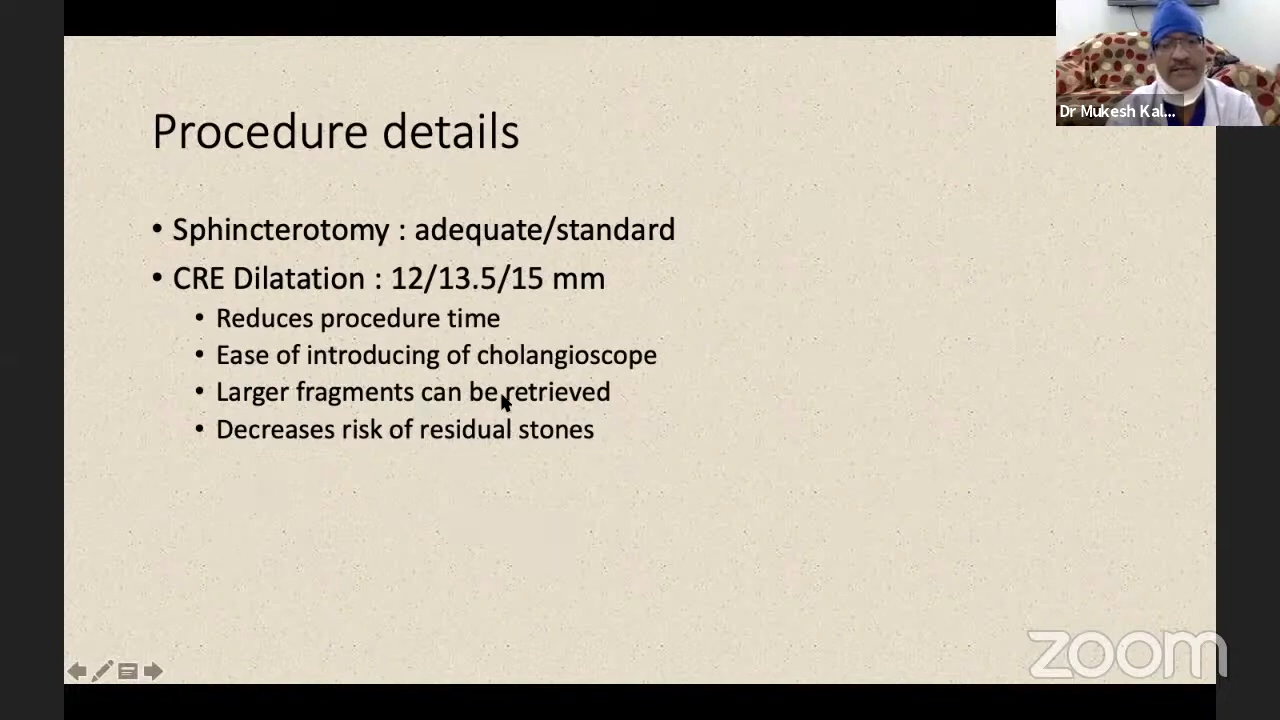 Dr Mukesh Kal...
Procedure details
• Sphincterotomy : adequate/standard
• CRE Dilatation : 12/13.5/15 mm
• Reduces procedure time
• Ease of introducing of cholangioscope
• Larger fragments can be retrieved
• Decreases risk of residual stones
zoom